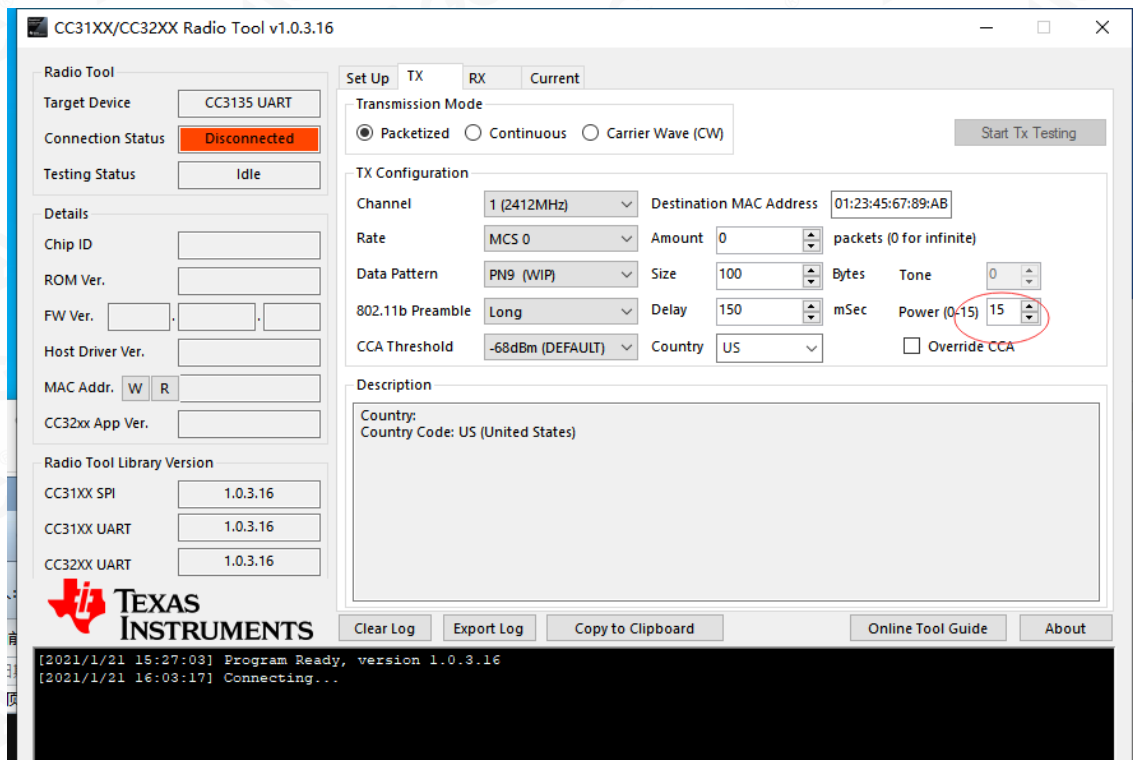 CC31XX/CC32XX Radio Tool v1.0.3.16
Radio Tool
Target Device CC3135 UART
Connection Status Disconnected
Testing Status Idle
Details
Chip ID
ROM Ver.
FW Ver. . .
Host Driver Ver.
MAC Addr. W R
CC32xx App Ver.
Radio Tool Library Version
CC31XX SPI 1.0.3.16
CC31XX UART 1.0.3.16
CC32XX UART 1.0.3.16
TEXAS
INSTRUMENTS
Set Up TX RX Current
Transmission Mode
Packetized Continuous Carrier Wave (CW) Start Tx Testing
TX Configuration
Channel 1 (2412MHz) Destination MAC Address 01:23:45:67:89:AB
Rate MCS 0 Amount 0 packets (0 for infinite)
Data Pattern PN9 (WIP) Size 100 Bytes Tone 0
802.11b Preamble Long Delay 150 mSec Power (0-15) 15
CCA Threshold -68dBm (DEFAULT) Country US Override CCA
Description
Country:
Country Code: US (United States)
Clear Log Export Log Copy to Clipboard Online Tool Guide About
[2021/1/21 15:27:03] Program Ready, version 1.0.3.16
[2021/1/21 16:03:17] Connecting...